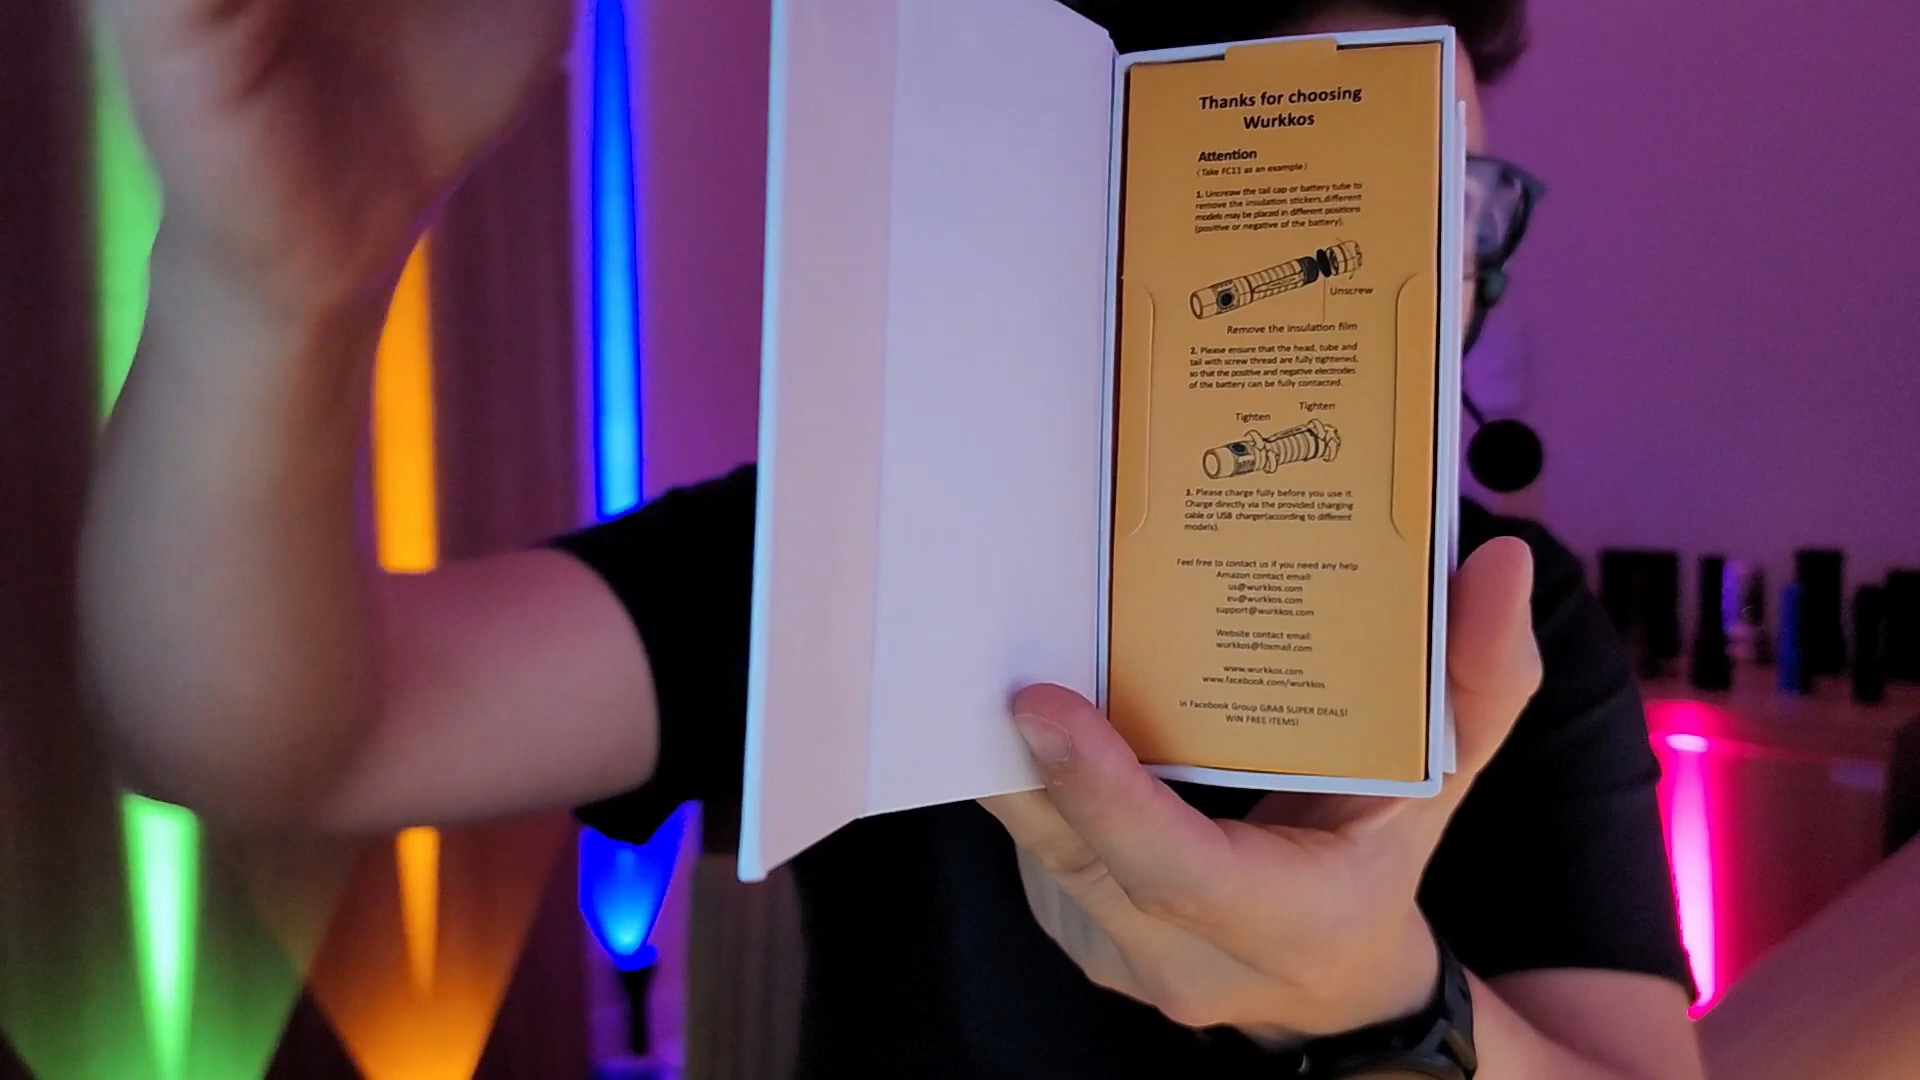 Thanks for choosing
Wurkkos
Attention
(Take FC11 as an example)
1. Uncreaw the tail cap or battery tube to
remove the insulation stickers,different
models may be placed in different positions
(positive or negative of the battery).
Unscrew
Remove the insulation film
2. Please ensure that the head, tube and
tail with screw thread are fully tightened,
so that the positive and negative electrodes
of the battery can be fully contacted.
Tighten
Tighten
3. Please charge fully before you use it.
Charge directly via the provided charging
cable or USB charger(according to different
models).
Feel free to contact us if you need any help
Amazon contact email:
us@wurkkos.com
eu@wurkkos.com
support@wurkkos.com
Website contact email:
wurkkos@foxmail.com
www.wurkkos.com
www.facebook.com/wurkkos
In Facebook Group GRAB SUPER DEALS!
WIN FREE ITEMS!